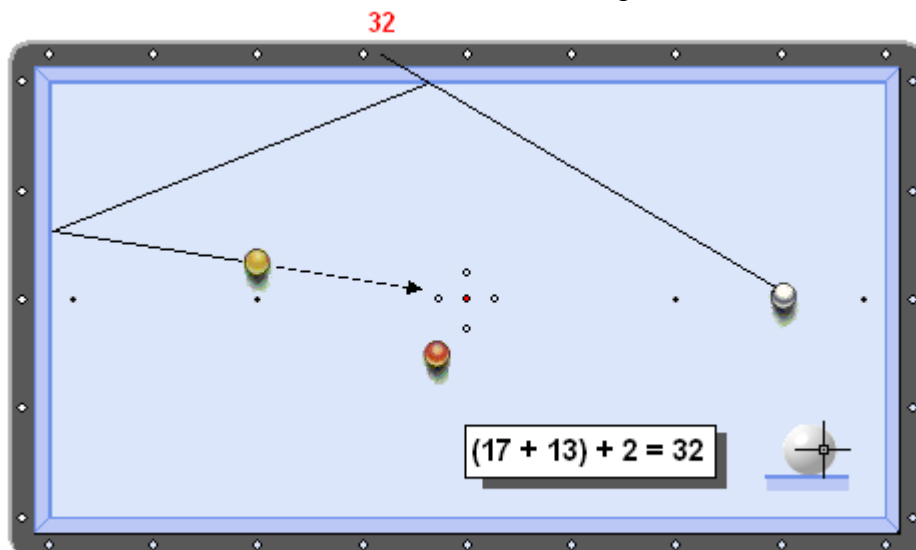 32
(17 + 13) + 2 = 32